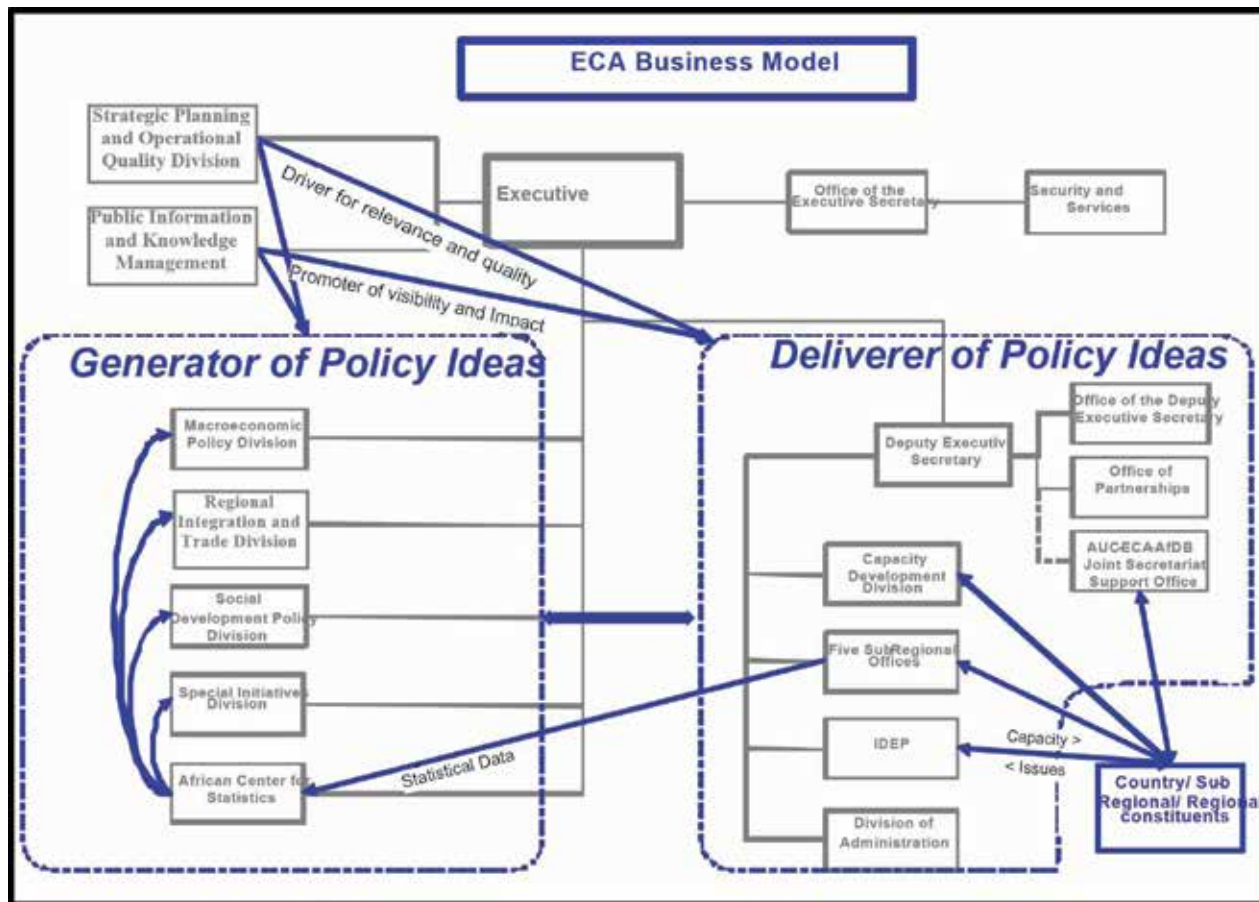 ECA Business Model
Strategic Planning
and Operational
Quality Division
Public Information
and Knowledge
Management
Executive
Office of the
Executive Secretary
Security and
Services
Driver for relevance and quality
Promoter of visibility and Impact
Generator of Policy Ideas
Macroeconomic
Policy Division
Regional
Integration and
Trade Division
Social
Development Policy
Division
Special Initiatives
Division
African Center for
Statistics
Statistical Data
Deliverer of Policy Ideas
Deputy Executiv
Secretary
Office of the Deputy
Executive Secretary
Office of
Partnerships
AUC-ECA-AfDB
Joint Secretariat
Support Office
Capacity
Development
Division
Five SubRegional
Offices
IDEP
Division of
Administration
Capacity >
< Issues
Country/ Sub
Regional/ Regional
constituents